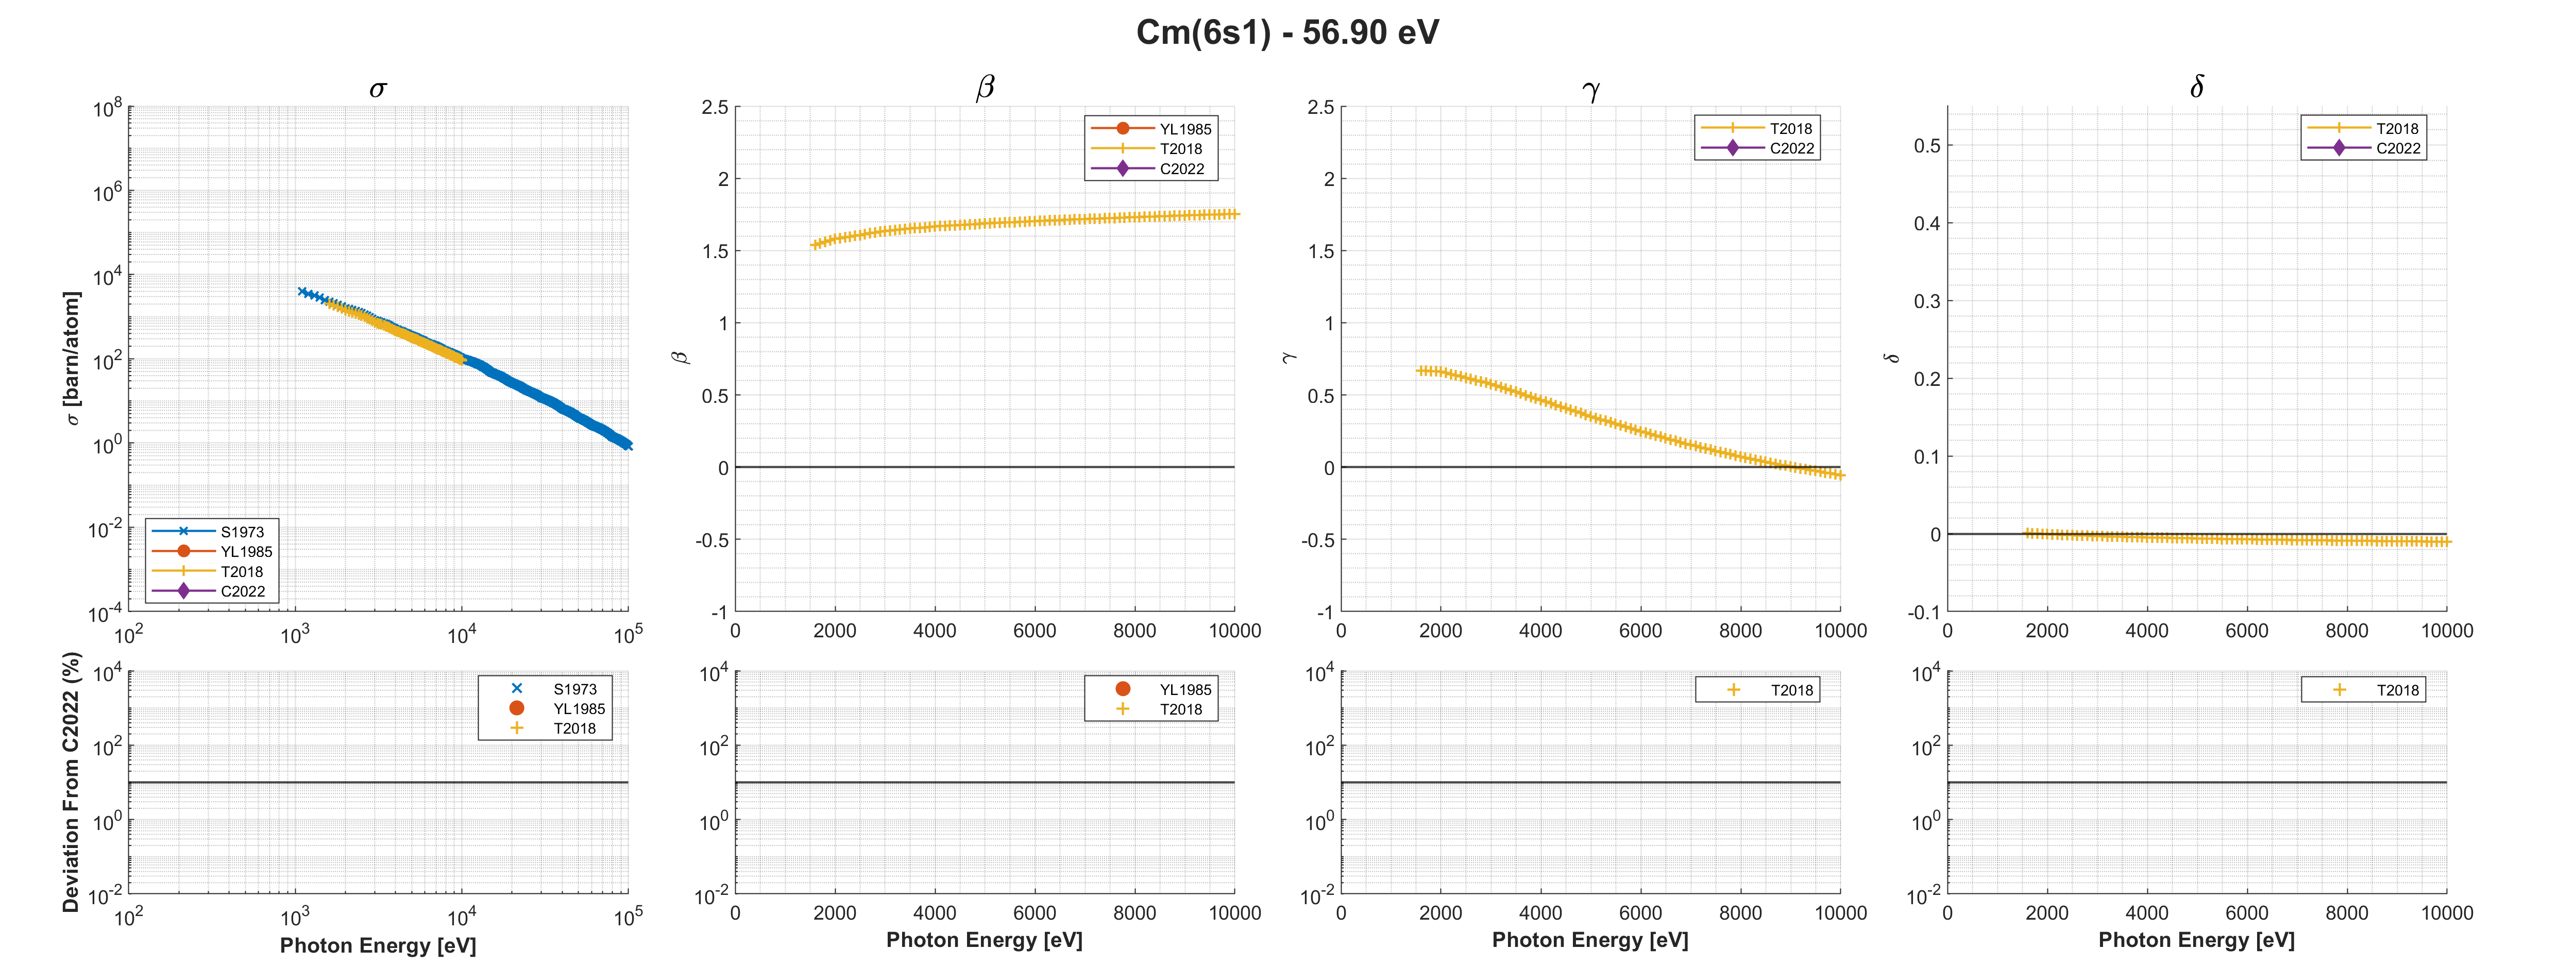 Cm(6s1) - 56.90 eV
σ
σ [barn/atom]
10^8
10^6
10^4
10^2
10^0
10^-2
10^-4
10^2 10^3 10^4 10^5
S1973
YL1985
T2018
C2022
β
β
2.5
2
1.5
1
0.5
0
-0.5
-1
0 2000 4000 6000 8000 10000
YL1985
T2018
C2022
γ
γ
2.5
2
1.5
1
0.5
0
-0.5
-1
0 2000 4000 6000 8000 10000
T2018
C2022
δ
δ
0.5
0.4
0.3
0.2
0.1
0
-0.1
0 2000 4000 6000 8000 10000
T2018
C2022
Deviation From C2022 (%)
10^4
10^2
10^0
10^-2
10^2 10^3 10^4 10^5
Photon Energy [eV]
S1973
YL1985
T2018
10^4
10^2
10^0
10^-2
0 2000 4000 6000 8000 10000
Photon Energy [eV]
YL1985
T2018
10^4
10^2
10^0
10^-2
0 2000 4000 6000 8000 10000
Photon Energy [eV]
T2018
10^4
10^2
10^0
10^-2
0 2000 4000 6000 8000 10000
Photon Energy [eV]
T2018